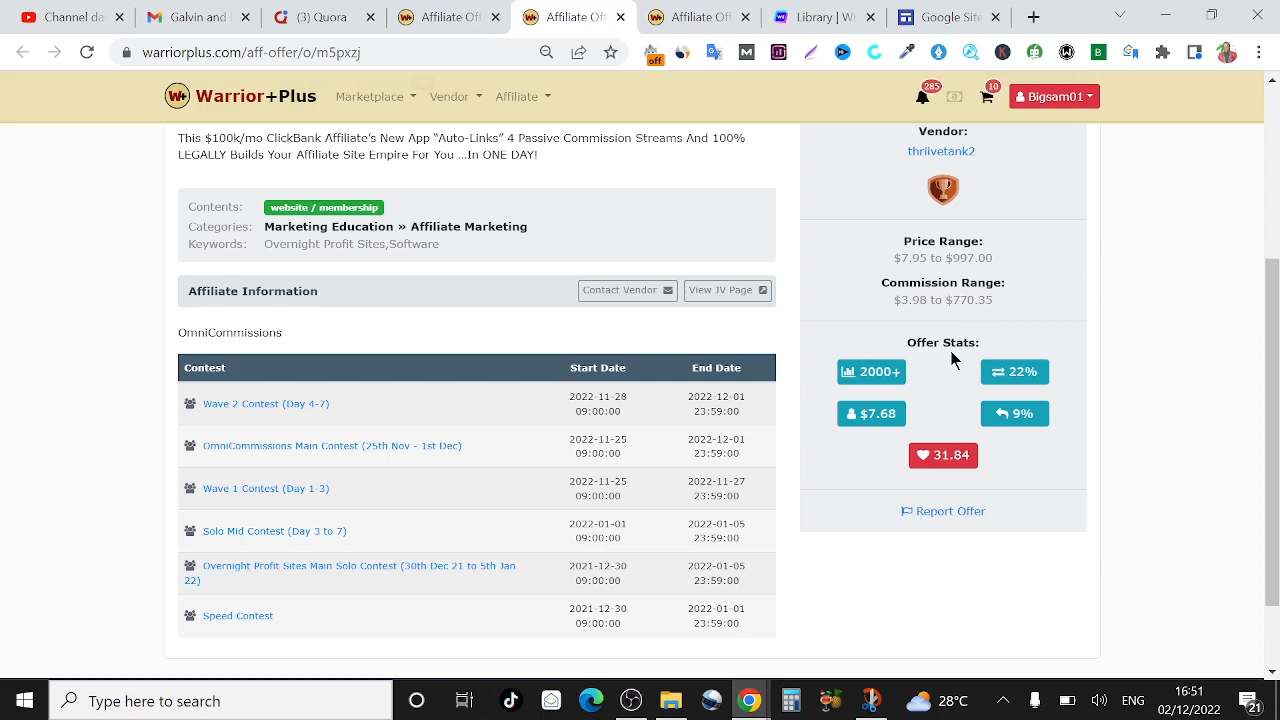 Channel da
Galvind and
(3) Quora
Affiliate Off
Affiliate Off
Affiliate Off
Library | W
Google Site
warriorplus.com/aff-offer/o/m5pxzj
off
Warrior+Plus
Marketplace
Vendor
Affiliate
285
10
Bigsam01
This $100k/mo ClickBank Affiliate's New App "Auto-Links" 4 Passive Commission Streams And 100%
LEGALLY Builds Your Affiliate Site Empire For You ...In ONE DAY!
Contents: website / membership
Categories: Marketing Education » Affiliate Marketing
Keywords: Overnight Profit Sites,Software
Affiliate Information
Contact Vendor
View JV Page
OmniCommissions
Contest Start Date End Date
Wave 2 Contest (Day 4-7) 2022-11-28 09:00:00 2022-12-01 23:59:00
OmniCommissions Main Contest (25th Nov - 1st Dec) 2022-11-25 09:00:00 2022-12-01 23:59:00
Wave 1 Contest (Day 1-3) 2022-11-25 09:00:00 2022-11-27 23:59:00
Solo Mid Contest (Day 3 to 7) 2022-01-01 09:00:00 2022-01-05 23:59:00
Overnight Profit Sites Main Solo Contest (30th Dec 21 to 5th Jan 22) 2021-12-30 09:00:00 2022-01-05 23:59:00
Speed Contest 2021-12-30 09:00:00 2022-01-01 23:59:00
Vendor:
thriivetank2
Price Range:
$7.95 to $997.00
Commission Range:
$3.98 to $770.35
Offer Stats:
2000+
22%
$7.68
9%
31.84
Report Offer
Type here to search
28°C
ENG
16:51
02/12/2022
21